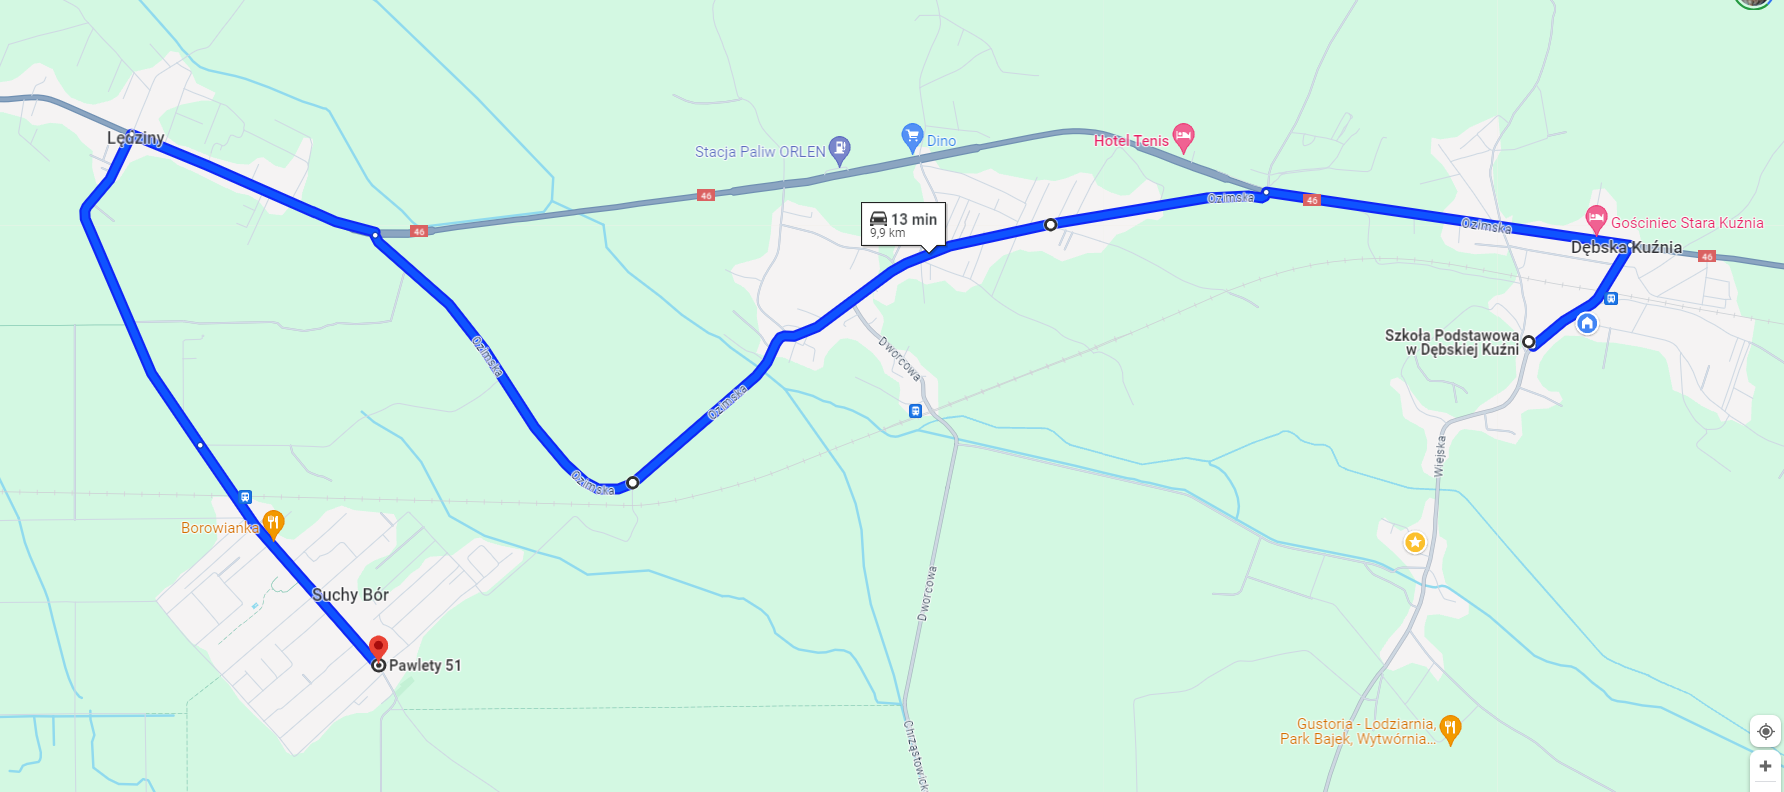 Lędziny
Stacja Paliw ORLEN
Dino
Hotel Tenis
46
13 min
9,9 km
Ozimska
46
Ozimska
Gościniec Stara Kuźnia
Dębska Kuźnia
46
46
Szkoła Podstawowa
w Dębskiej Kuźni
Ozimska
Dworcowa
Ozimska
Wiejska
Ozimska
Borowianka
Suchy Bór
Dworcowa
Pawlety 51
Gustoria - Lodziarnia,
Park Bajek, Wytwórnia...